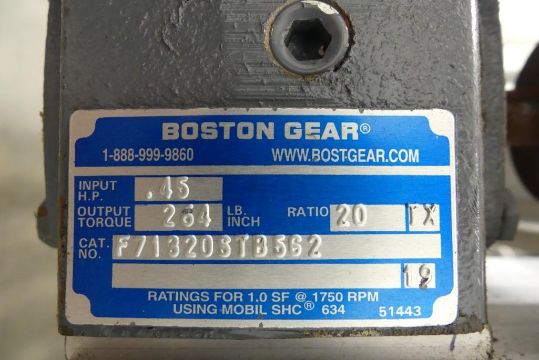 BOSTON GEAR®
1-888-999-9860 WWW.BOSTGEAR.COM
INPUT H.P. .45
OUTPUT TORQUE 264 LB. INCH RATIO 20 TX
CAT. NO. F71320STB5G2
19
RATINGS FOR 1.0 SF @ 1750 RPM
USING MOBIL SHC® 634 51443